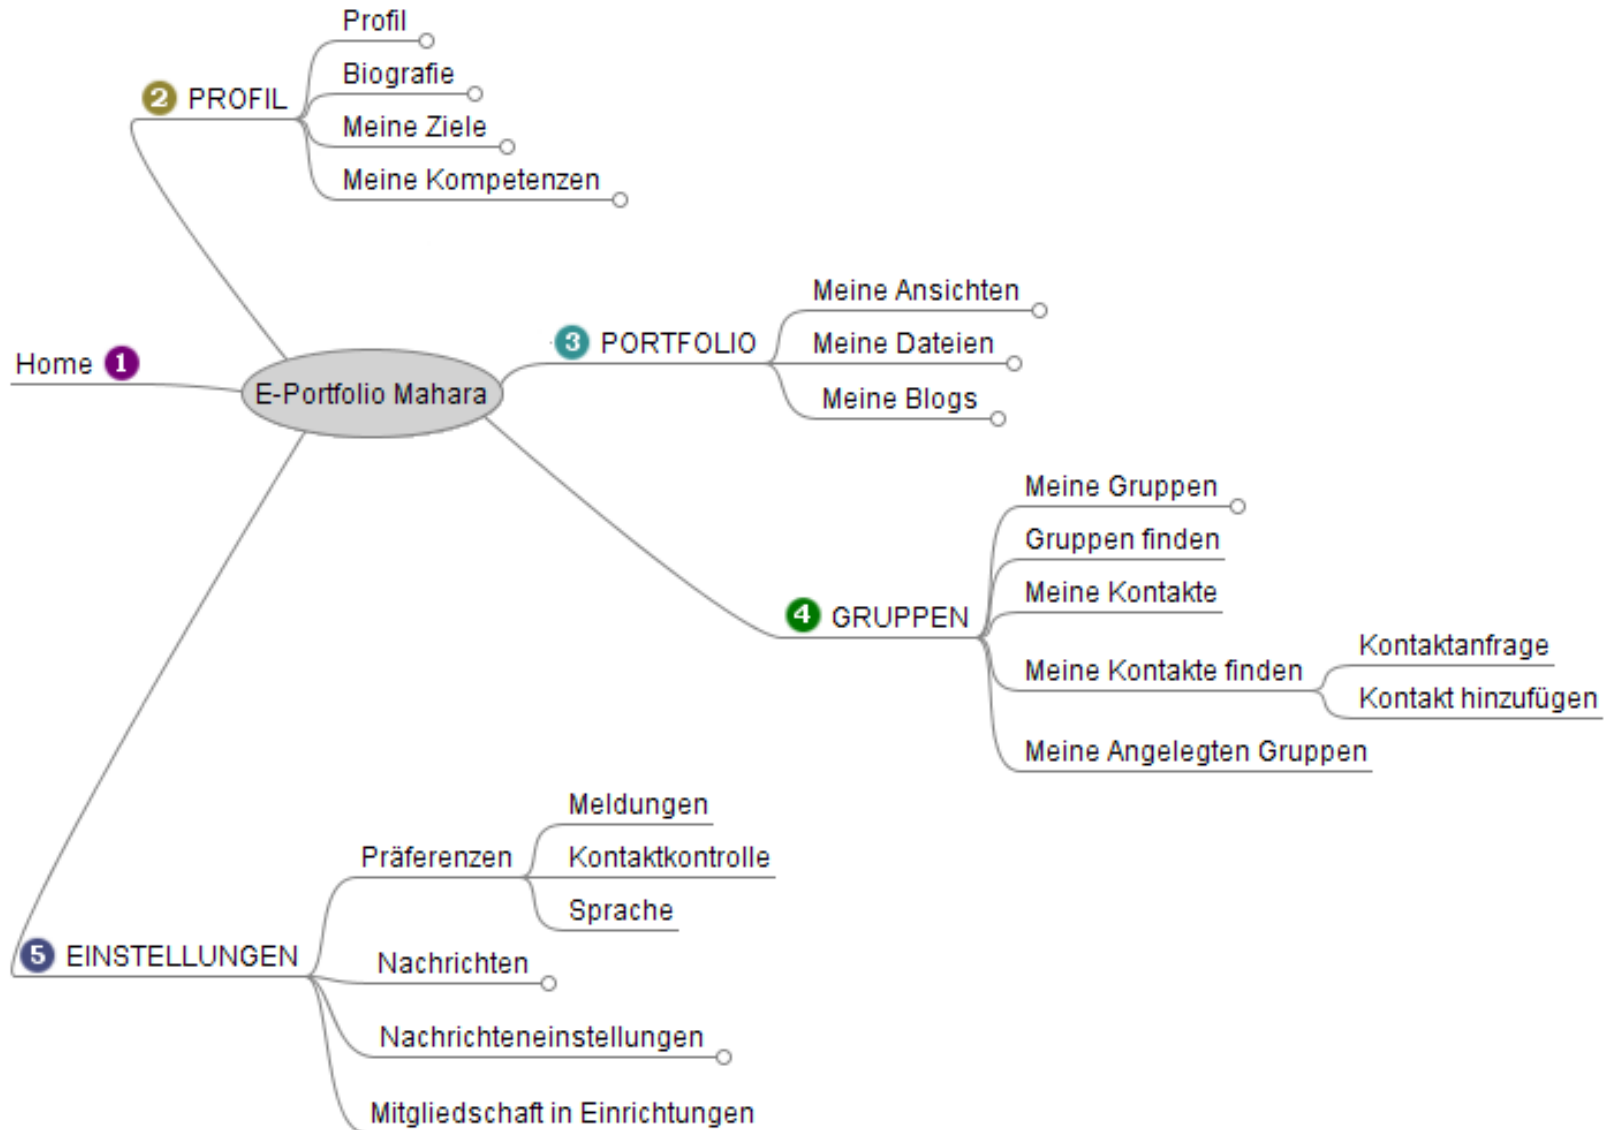 Profil
Biografie
2 PROFIL
Meine Ziele
Meine Kompetenzen
Home 1
E-Portfolio Mahara
3 PORTFOLIO
Meine Ansichten
Meine Dateien
Meine Blogs
4 GRUPPEN
Meine Gruppen
Gruppen finden
Meine Kontakte
Meine Kontakte finden
Kontaktanfrage
Kontakt hinzufügen
Meine Angelegten Gruppen
5 EINSTELLUNGEN
Präferenzen
Meldungen
Kontaktkontrolle
Sprache
Nachrichten
Nachrichteneinstellungen
Mitgliedschaft in Einrichtungen